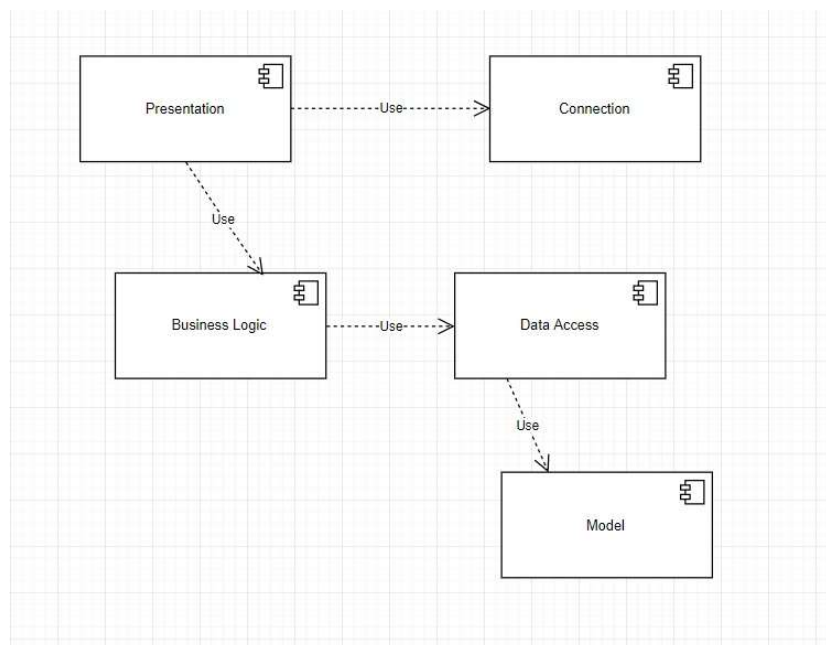 Presentation
Use
Connection
Use
Business Logic
Use
Data Access
Use
Model